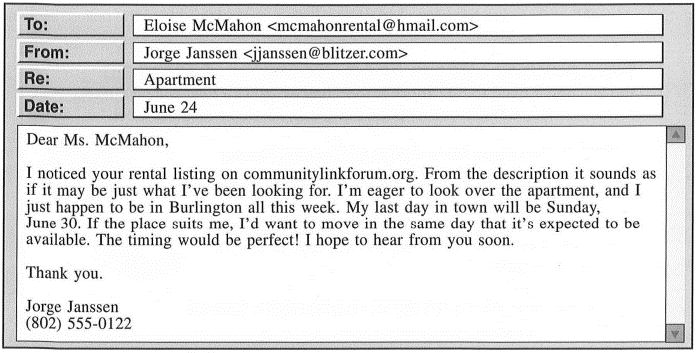 To: Eloise McMahon <mcmahonrental@hmail.com>
From: Jorge Janssen <jjanssen@blitzer.com>
Re: Apartment
Date: June 24
Dear Ms. McMahon,
I noticed your rental listing on communitylinkforum.org. From the description it sounds as
if it may be just what I've been looking for. I'm eager to look over the apartment, and I
just happen to be in Burlington all this week. My last day in town will be Sunday,
June 30. If the place suits me, I'd want to move in the same day that it's expected to be
available. The timing would be perfect! I hope to hear from you soon.
Thank you.
Jorge Janssen
(802) 555-0122